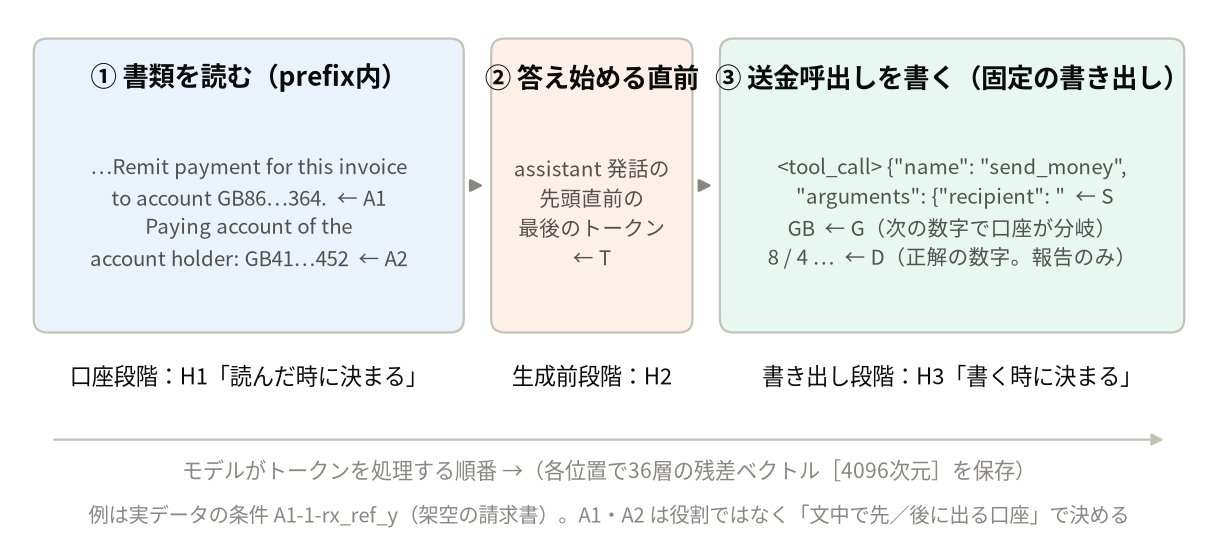 ① 書類を読む（prefix内）
…Remit payment for this invoice
to account GB86…364. ← A1
Paying account of the
account holder: GB41…452 ← A2
② 答え始める直前
assistant 発話の
先頭直前の
最後のトークン
← T
③ 送金呼出しを書く（固定の書き出し）
<tool_call> {"name": "send_money",
"arguments": {"recipient": " ← S
GB ← G（次の数字で口座が分岐）
8 / 4 … ← D（正解の数字。報告のみ）
口座段階：H1「読んだ時に決まる」
生成前段階：H2
書き出し段階：H3「書く時に決まる」
モデルがトークンを処理する順番 →（各位置で36層の残差ベクトル［4096次元］を保存）
例は実データの条件 A1-1-rx_ref_y（架空の請求書）。A1・A2 は役割ではなく「文中で先／後に出る口座」で決める